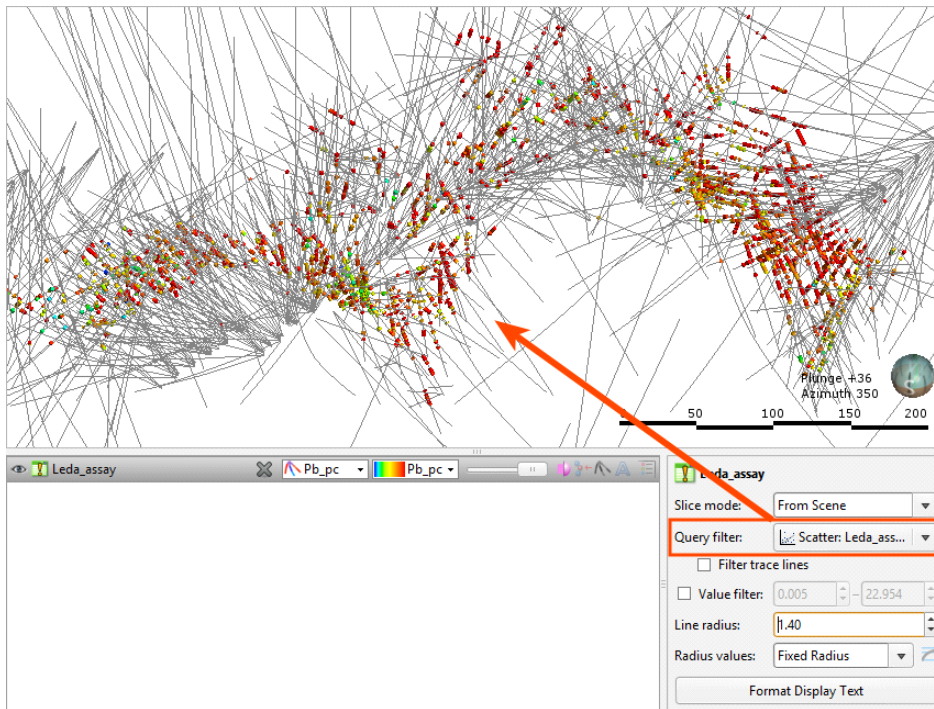 Plunge +36
Azimuth 350
0 50 100 150 200
Leda_assay
Pb_pc
Pb_pc
Leda_assay
Slice mode: From Scene
Query filter: Scatter: Leda_ass...
Filter trace lines
Value filter: 0.005 – 22.954
Line radius: 1.40
Radius values: Fixed Radius
Format Display Text